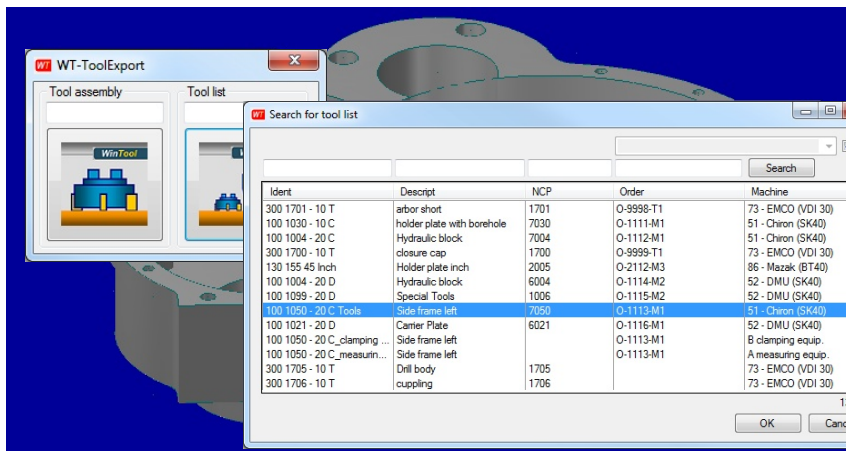 WT WT-ToolExport
Tool assembly Tool list
WinTool
WT Search for tool list
Search
Ident Descript NCP Order Machine
300 1701 - 10 T arbor short 1701 O-9998-T1 73 - EMCO (VDI 30)
100 1030 - 10 C holder plate with borehole 7030 O-1111-M1 51 - Chiron (SK40)
100 1004 - 20 C Hydraulic block 7004 O-1112-M1 51 - Chiron (SK40)
300 1700 - 10 T closure cap 1700 O-9999-T1 73 - EMCO (VDI 30)
130 155 45 Inch Holder plate inch 2005 O-2112-M3 86 - Mazak (BT40)
100 1004 - 20 D Hydraulic block 6004 O-1114-M2 52 - DMU (SK40)
100 1099 - 20 D Special Tools 1006 O-1115-M2 52 - DMU (SK40)
100 1050 - 20 C Tools Side frame left 7050 O-1113-M1 51 - Chiron (SK40)
100 1021 - 20 D Carrier Plate 6021 O-1116-M1 52 - DMU (SK40)
100 1050 - 20 C_clamping ... Side frame left O-1113-M1 B clamping equip.
100 1050 - 20 C_measurin... Side frame left O-1113-M1 A measuring equip.
300 1705 - 10 T Drill body 1705 73 - EMCO (VDI 30)
300 1706 - 10 T cuppling 1706 73 - EMCO (VDI 30)
OK Canc